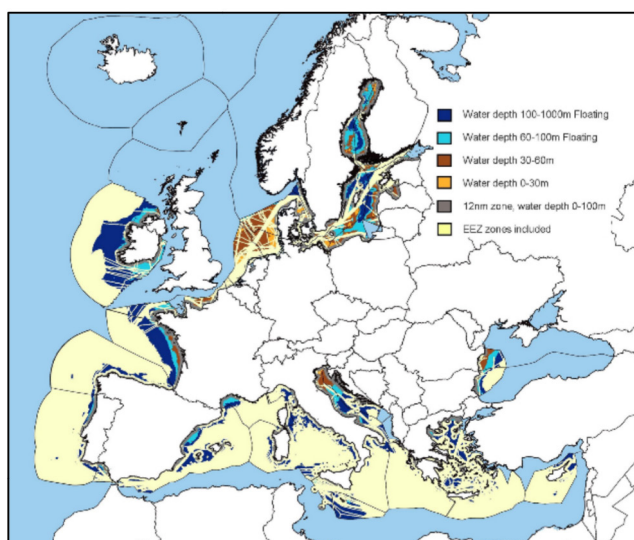 Water depth 100-1000m Floating
Water depth 60-100m Floating
Water depth 30-60m
Water depth 0-30m
12nm zone, water depth 0-100m
EEZ zones included